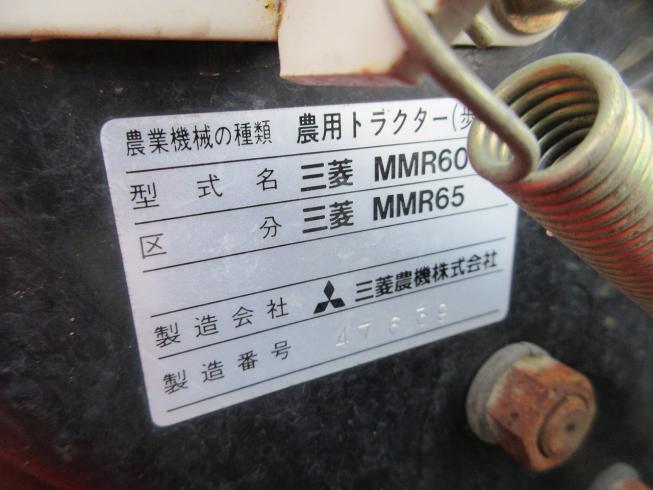 農業機械の種類 農用トラクター(歩
型式名 三菱 MMR60
区分 三菱 MMR65
製造会社 三菱農機株式会社
製造番号 47639